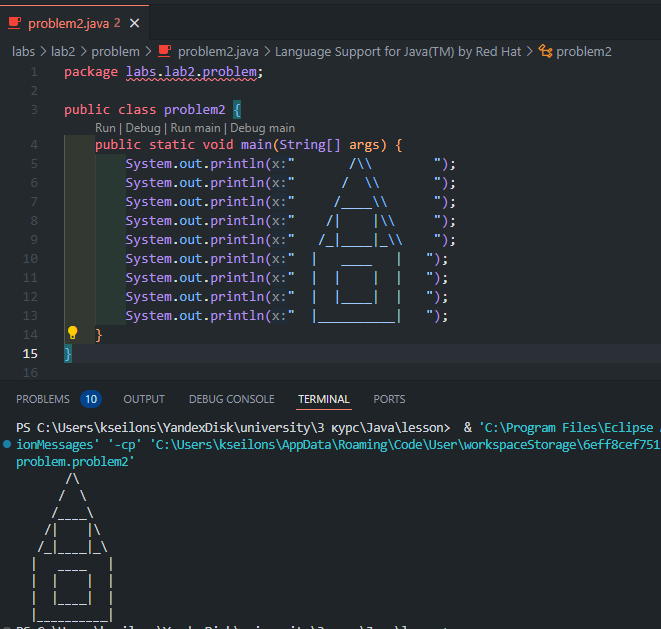 problem2.java 2 ×
labs > lab2 > problem > problem2.java > Language Support for Java(TM) by Red Hat > problem2
1 package labs.lab2.problem;
2
3 public class problem2 {
Run | Debug | Run main | Debug main
4 public static void main(String[] args) {
5 System.out.println(x:"       /\\        ");
6 System.out.println(x:"      /  \\       ");
7 System.out.println(x:"     /____\\      ");
8 System.out.println(x:"    /|    |\\     ");
9 System.out.println(x:"   /_|____|_\\    ");
10 System.out.println(x:"  |   ____   |   ");
11 System.out.println(x:"  |  |    |  |   ");
12 System.out.println(x:"  |  |____|  |   ");
13 System.out.println(x:"  |__________|   ");
14 }
15 }
16
PROBLEMS 10 OUTPUT DEBUG CONSOLE TERMINAL PORTS
PS C:\Users\kseilons\YandexDisk\university\3 курс\Java\lesson>  & 'C:\Program Files\Eclipse
ionMessages' '-cp' 'C:\Users\kseilons\AppData\Roaming\Code\User\workspaceStorage\6eff8cef751
problem.problem2'
       /\
      /  \
     /____\
    /|    |\
   /_|____|_\
  |   ____   |
  |  |    |  |
  |  |____|  |
  |__________|